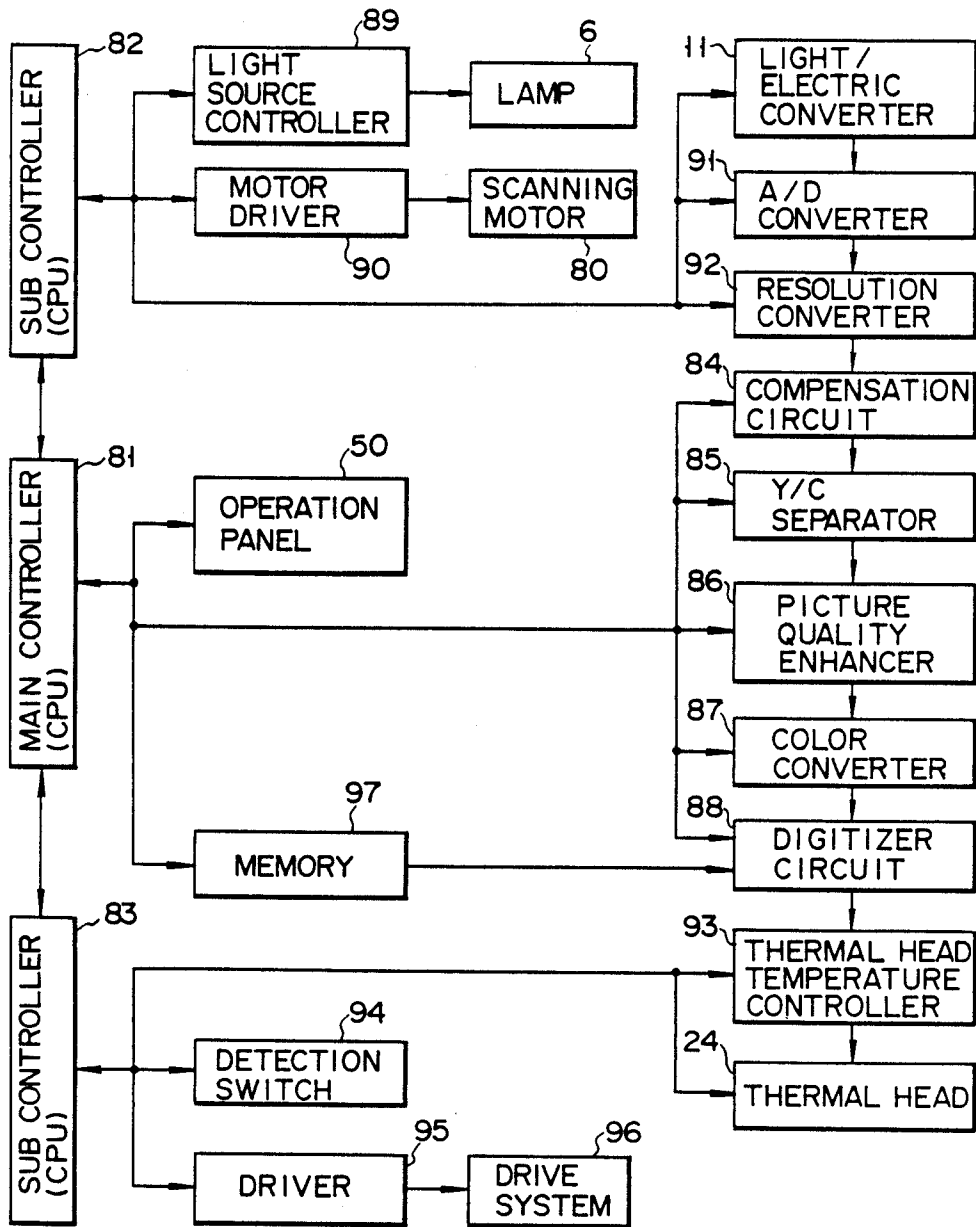 82
SUB CONTROLLER
(CPU)
89
LIGHT
SOURCE
CONTROLLER
6
LAMP
MOTOR
DRIVER
90
SCANNING
MOTOR
80
11
LIGHT /
ELECTRIC
CONVERTER
91
A/D
CONVERTER
92
RESOLUTION
CONVERTER
81
MAIN CONTROLLER
(CPU)
50
OPERATION
PANEL
84
COMPENSATION
CIRCUIT
85
Y/C
SEPARATOR
86
PICTURE
QUALITY
ENHANCER
87
COLOR
CONVERTER
97
MEMORY
88
DIGITIZER
CIRCUIT
83
SUB CONTROLLER
(CPU)
93
THERMAL HEAD
TEMPERATURE
CONTROLLER
94
DETECTION
SWITCH
24
THERMAL HEAD
95
DRIVER
96
DRIVE
SYSTEM